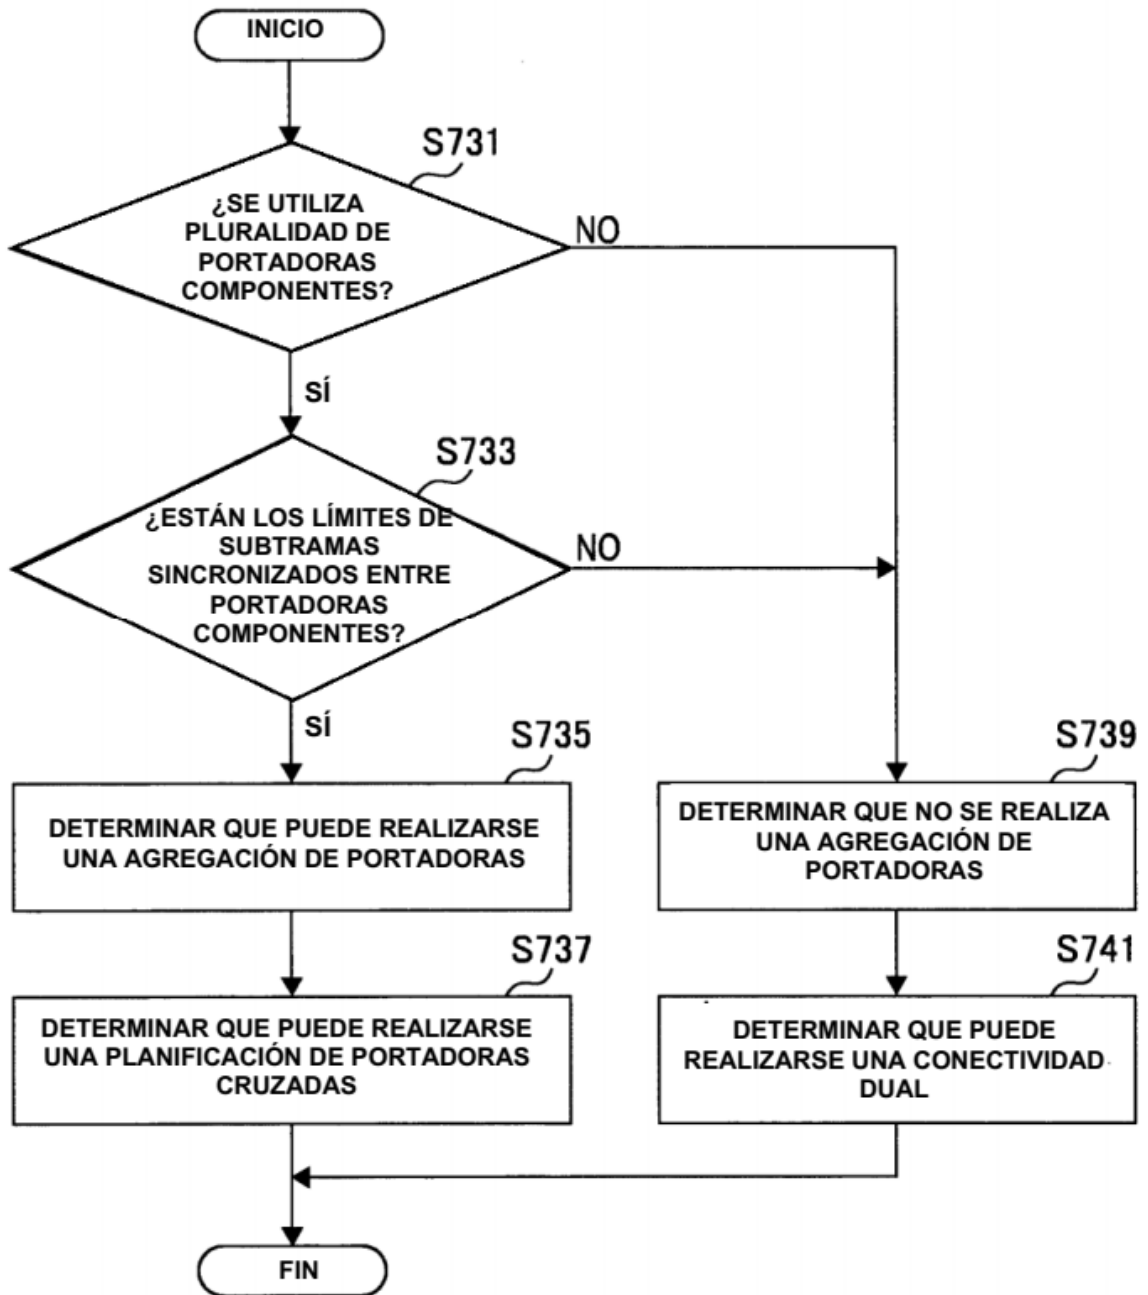 INICIO
S731
¿SE UTILIZA
PLURALIDAD DE
PORTADORAS
COMPONENTES?
NO
SÍ
S733
¿ESTÁN LOS LÍMITES DE
SUBTRAMAS
SINCRONIZADOS ENTRE
PORTADORAS
COMPONENTES?
NO
SÍ
S735
DETERMINAR QUE PUEDE REALIZARSE
UNA AGREGACIÓN DE PORTADORAS
S739
DETERMINAR QUE NO SE REALIZA
UNA AGREGACIÓN DE
PORTADORAS
S737
DETERMINAR QUE PUEDE REALIZARSE
UNA PLANIFICACIÓN DE PORTADORAS
CRUZADAS
S741
DETERMINAR QUE PUEDE
REALIZARSE UNA CONECTIVIDAD
DUAL
FIN